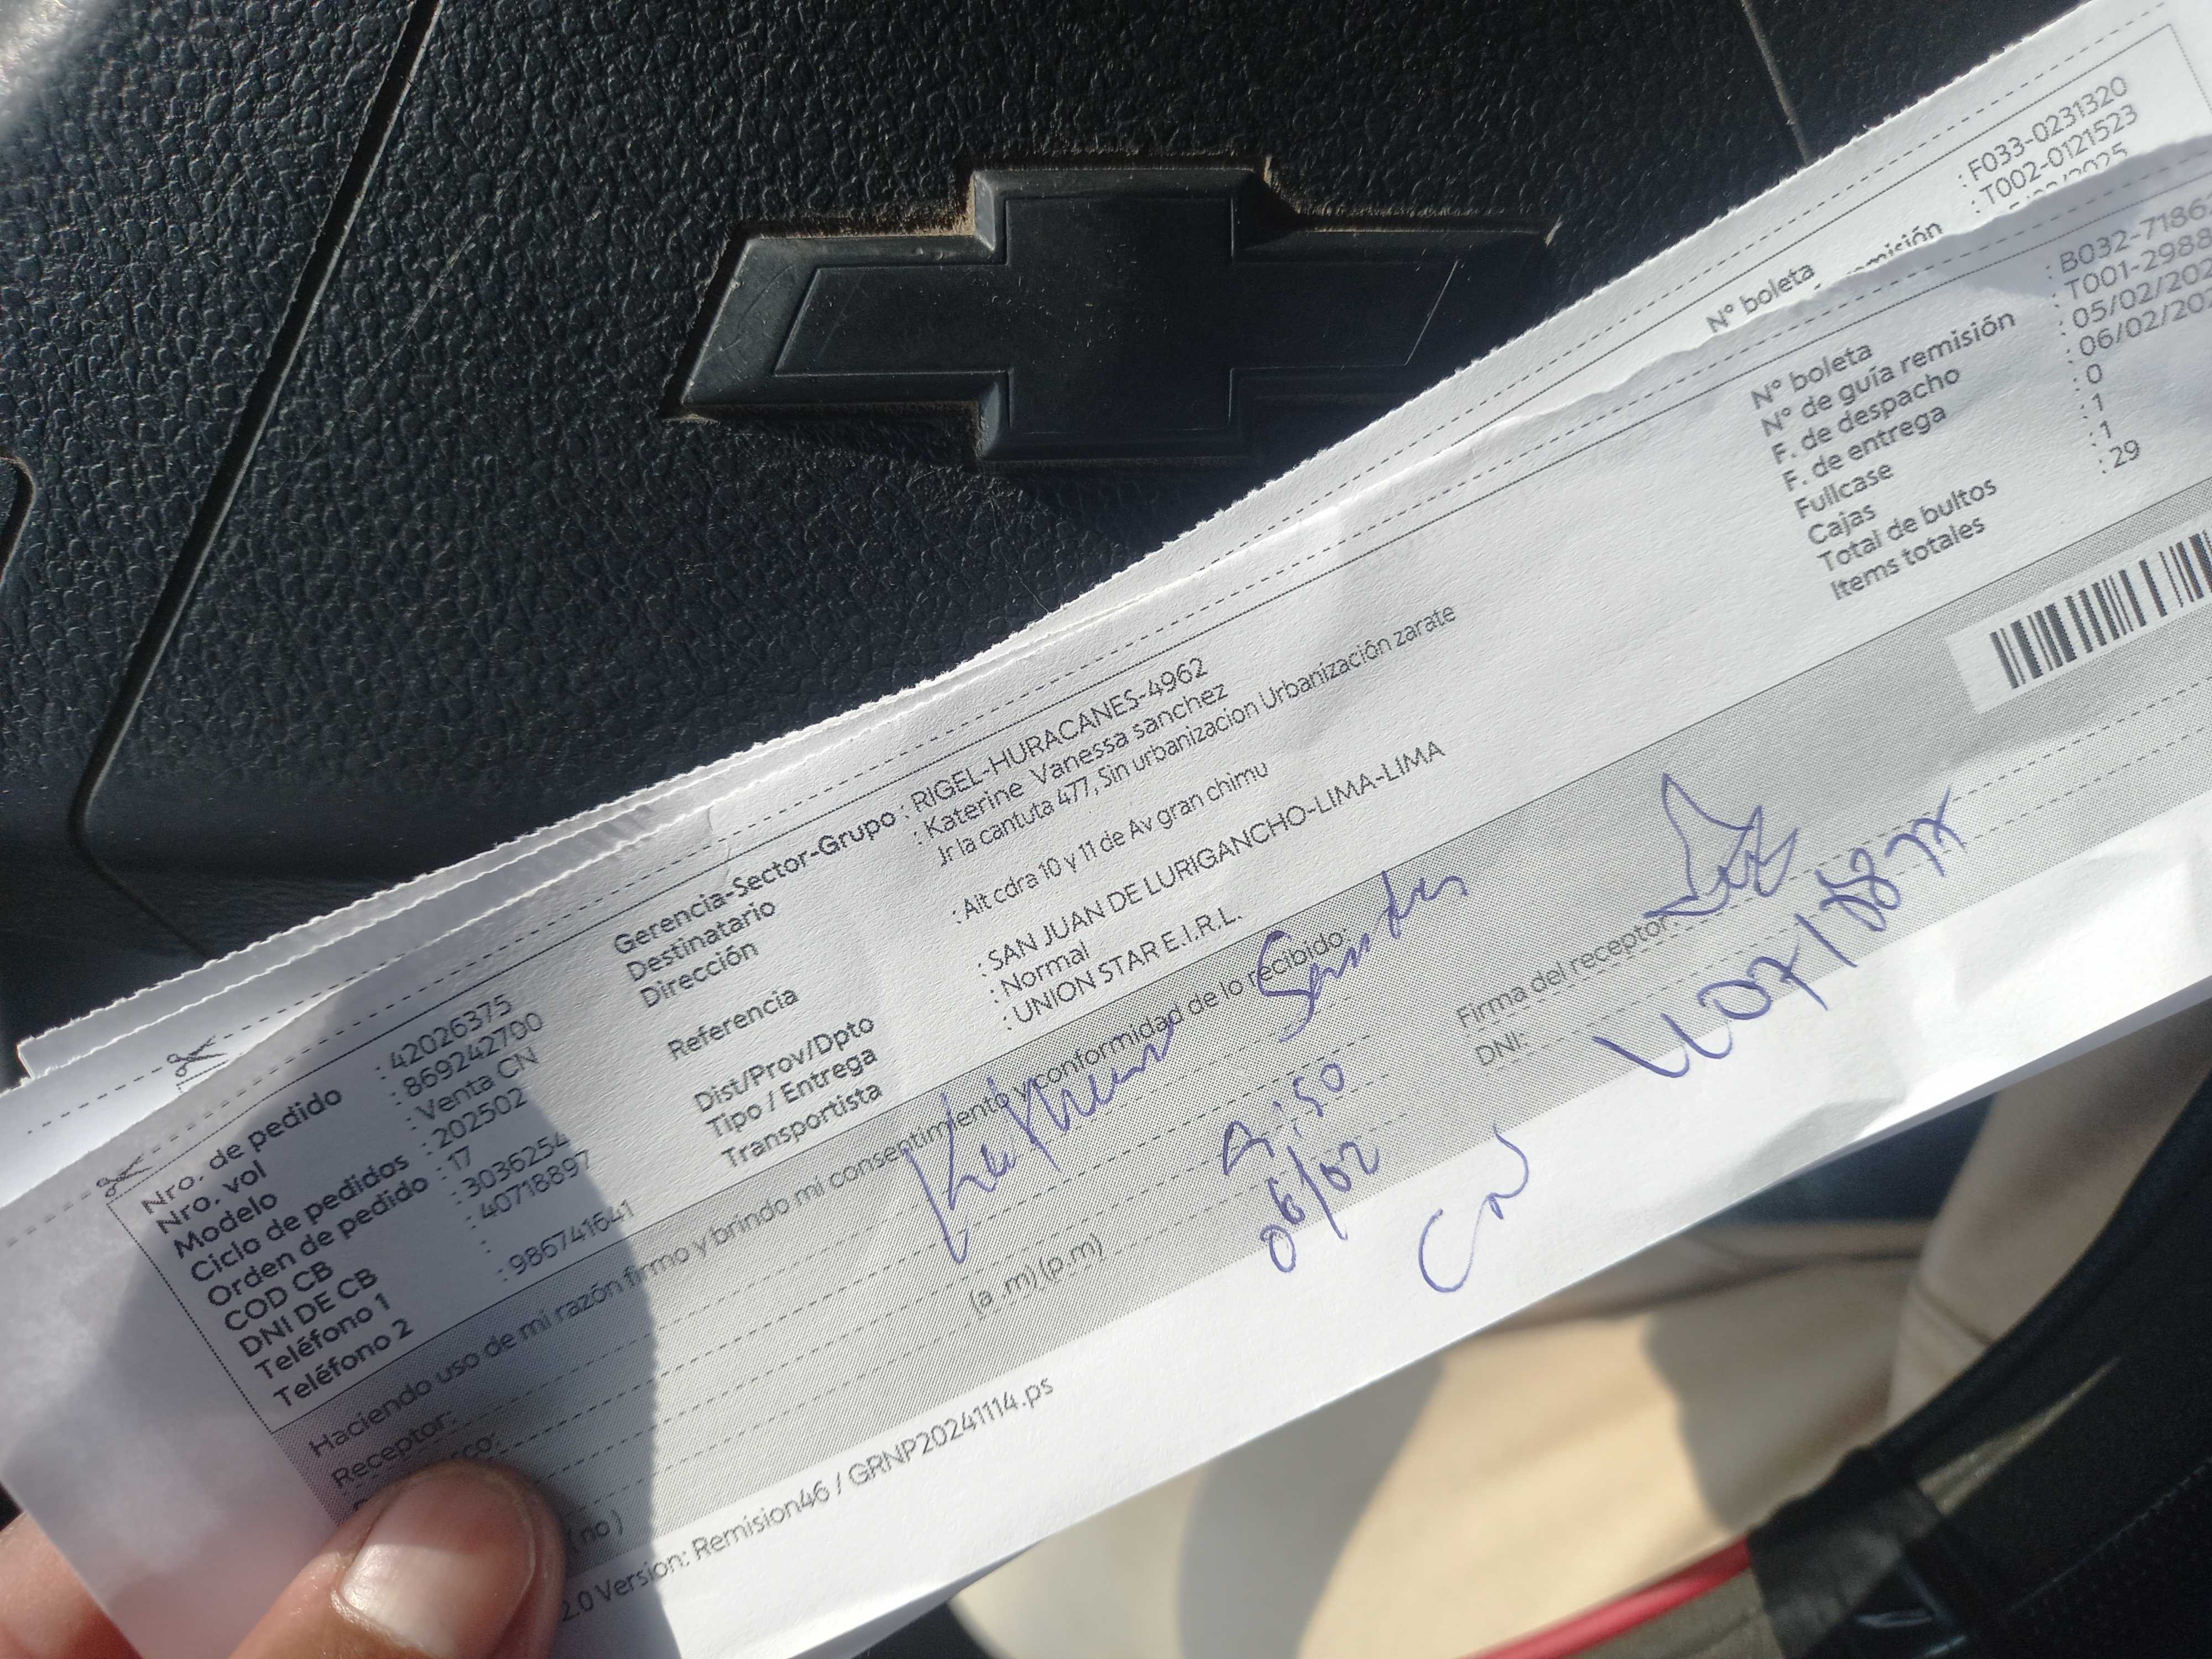 : F033-0231320
: T002-0121523
N° boleta
misión
Nro. de pedido : 42026375
Nro. vol : 869242700
Modelo : Venta CN
Ciclo de pedidos : 202502
Orden de pedido : 17
COD CB : 30362254
DNI DE CB : 40718897
Teléfono 1 :
Teléfono 2 : 986741641
Gerencia-Sector-Grupo : RIGEL-HURACANES-4962
Destinatario : Katerine Vanessa sanchez
Dirección Jr la cantuta 477, Sin urbanizacion Urbanización zarate
Referencia : Alt cdra 10 y 11 de Av gran chimu
Dist/Prov/Dpto : SAN JUAN DE LURIGANCHO-LIMA-LIMA
Tipo / Entrega : Normal
Transportista : UNION STAR E.I.R.L.
N° boleta : B032-7186
N° de guía remisión : T001-2988
F. de despacho : 05/02/202
F. de entrega : 06/02/202
Fullcase : 0
Cajas : 1
Total de bultos : 1
Items totales : 29
Haciendo uso de mi razón firmo y brindo mi consentimiento y conformidad de lo recibido.
Receptor:
06/02
(a .m) (p.m)
Firma del receptor:
DNI:
( no )
2.0 Version: Remision46 / GRNP20241114.ps